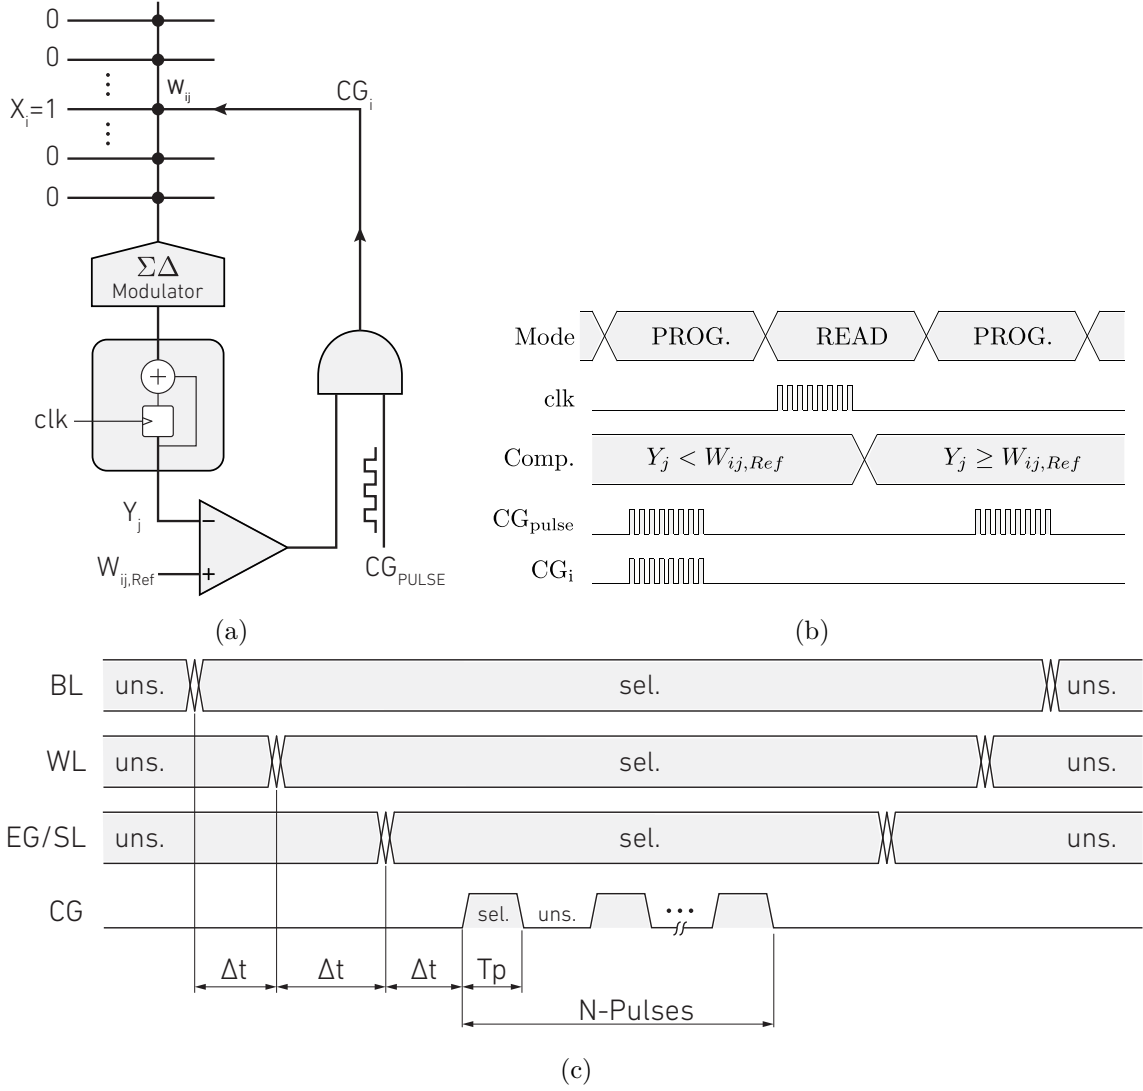 0
0
⋮
w_ij
CG_i
X_i=1
⋮
0
0
ΣΔ
Modulator
+
clk
Y_j
−
W_ij,Ref
+
CG_PULSE
(a)
Mode PROG. READ PROG.
clk
Comp. Y_j < W_ij,Ref Y_j ≥ W_ij,Ref
CG_pulse
CG_i
(b)
BL uns. sel. uns.
WL uns. sel. uns.
EG/SL uns. sel. uns.
CG sel. uns. ...
Δt Δt Δt Tp
N-Pulses
(c)